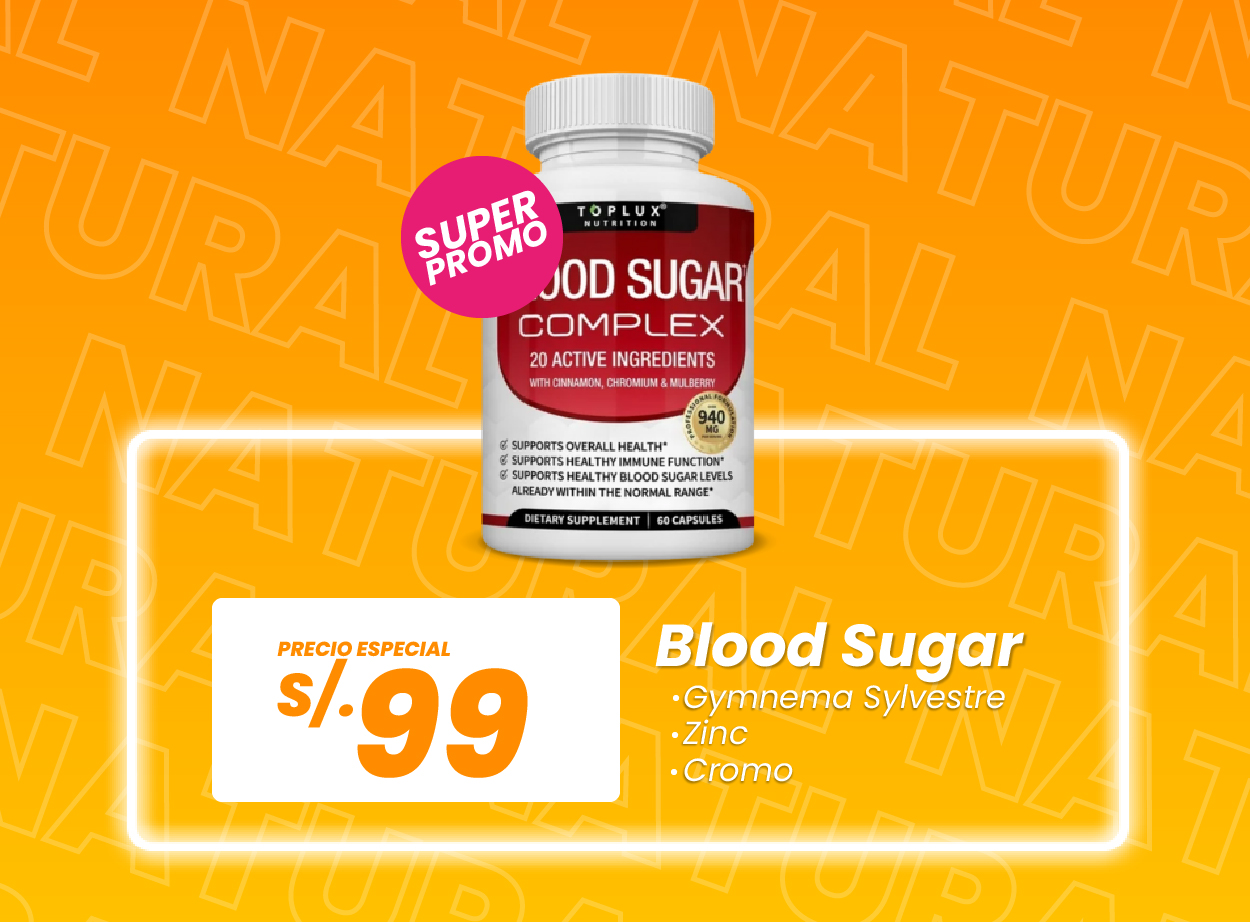 NATURAL
SUPER
PROMO
TOPLUX®
NUTRITION
OOD SUGAR
COMPLEX
20 ACTIVE INGREDIENTS
WITH CINNAMON, CHROMIUM & MULBERRY
PROFESSIONAL FORMULATION
940
MG
SUPPORTS OVERALL HEALTH*
SUPPORTS HEALTHY IMMUNE FUNCTION*
SUPPORTS HEALTHY BLOOD SUGAR LEVELS
ALREADY WITHIN THE NORMAL RANGE*
DIETARY SUPPLEMENT | 60 CAPSULES
PRECIO ESPECIAL
S/.99
Blood Sugar
•Gymnema Sylvestre
•Zinc
•Cromo